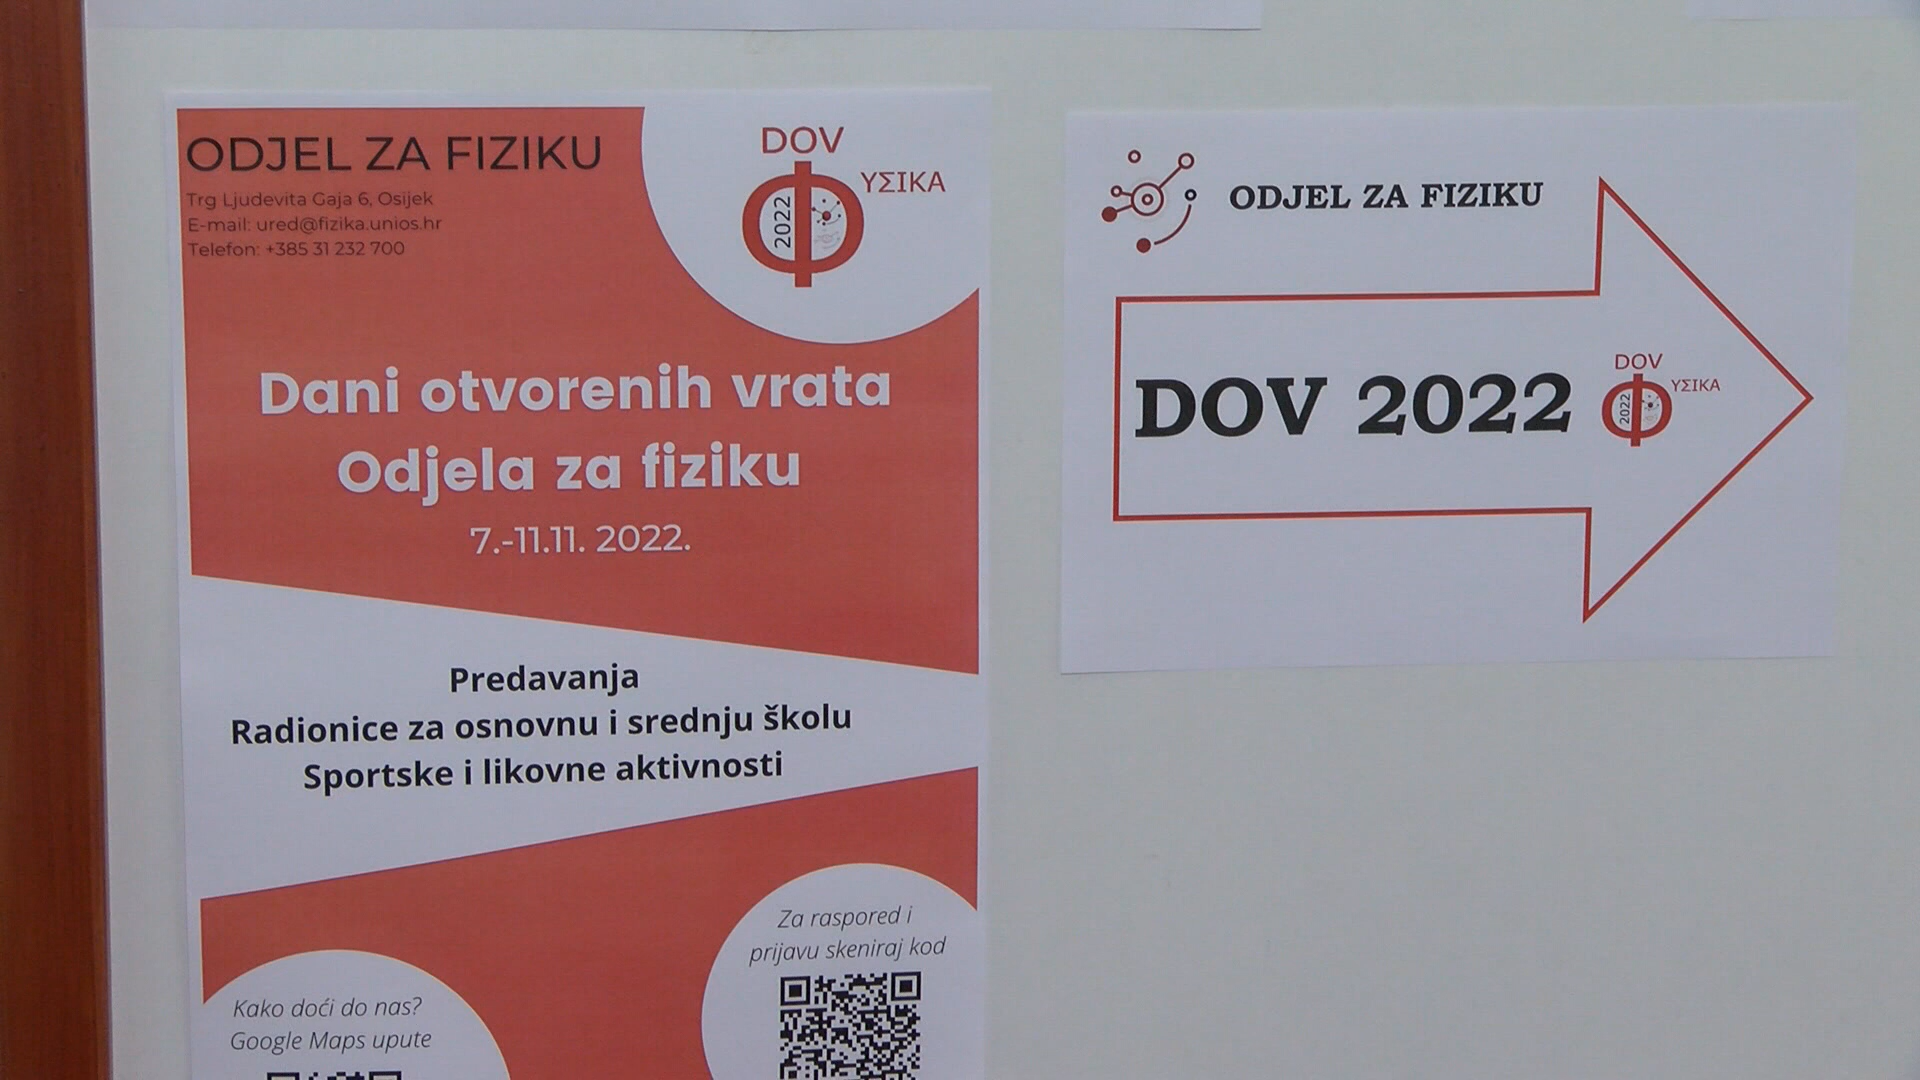 ODJEL ZA FIZIKU
Trg Ljudevita Gaja 6, Osijek
E-mail: ured@fizika.unios.hr
Telefon: +385 31 232 700
DOV
ΦΥΣΙΚΑ
2022
Dani otvorenih vrata
Odjela za fiziku
7.-11.11. 2022.
Predavanja
Radionice za osnovnu i srednju školu
Sportske i likovne aktivnosti
Za raspored i
prijavu skeniraj kod
Kako doći do nas?
Google Maps upute
ODJEL ZA FIZIKU
DOV 2022
DOV
ΦΥΣΙΚΑ
2022